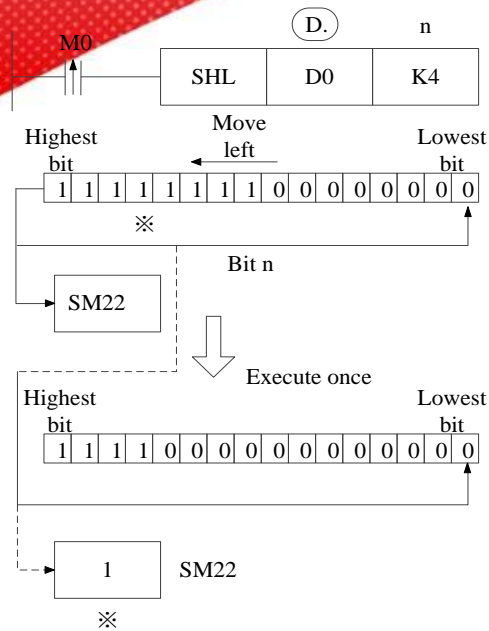 D. n
M0
SHL D0 K4
Move left
Highest bit
Lowest bit
1 1 1 1 1 1 1 1 0 0 0 0 0 0 0 0
※
Bit n
SM22
Execute once
Highest bit
Lowest bit
1 1 1 1 0 0 0 0 0 0 0 0 0 0 0 0
1 SM22
※